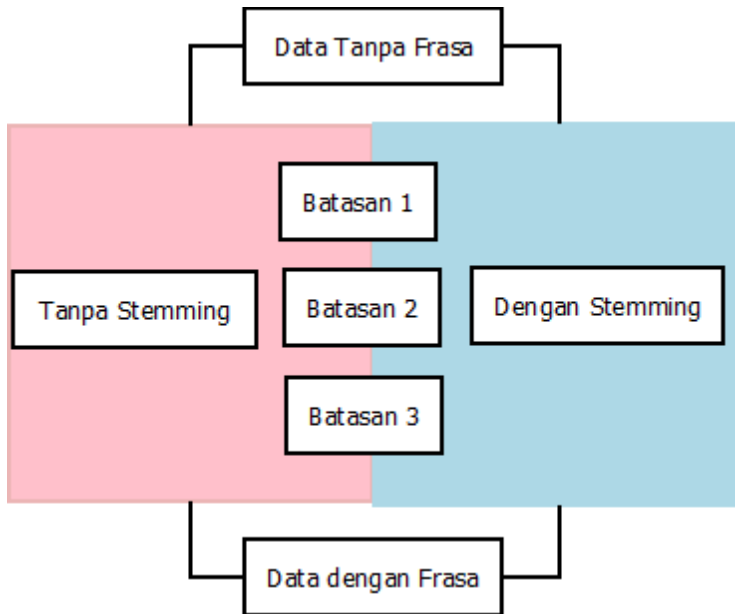 Data Tanpa Frasa
Batasan 1
Tanpa Stemming
Batasan 2
Dengan Stemming
Batasan 3
Data dengan Frasa